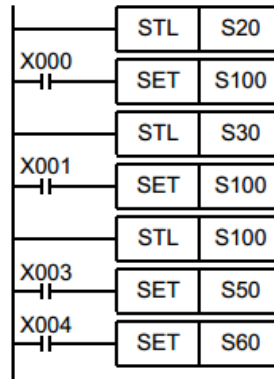 STL S20
X000
SET S100
STL S30
X001
SET S100
STL S100
X003
SET S50
X004
SET S60